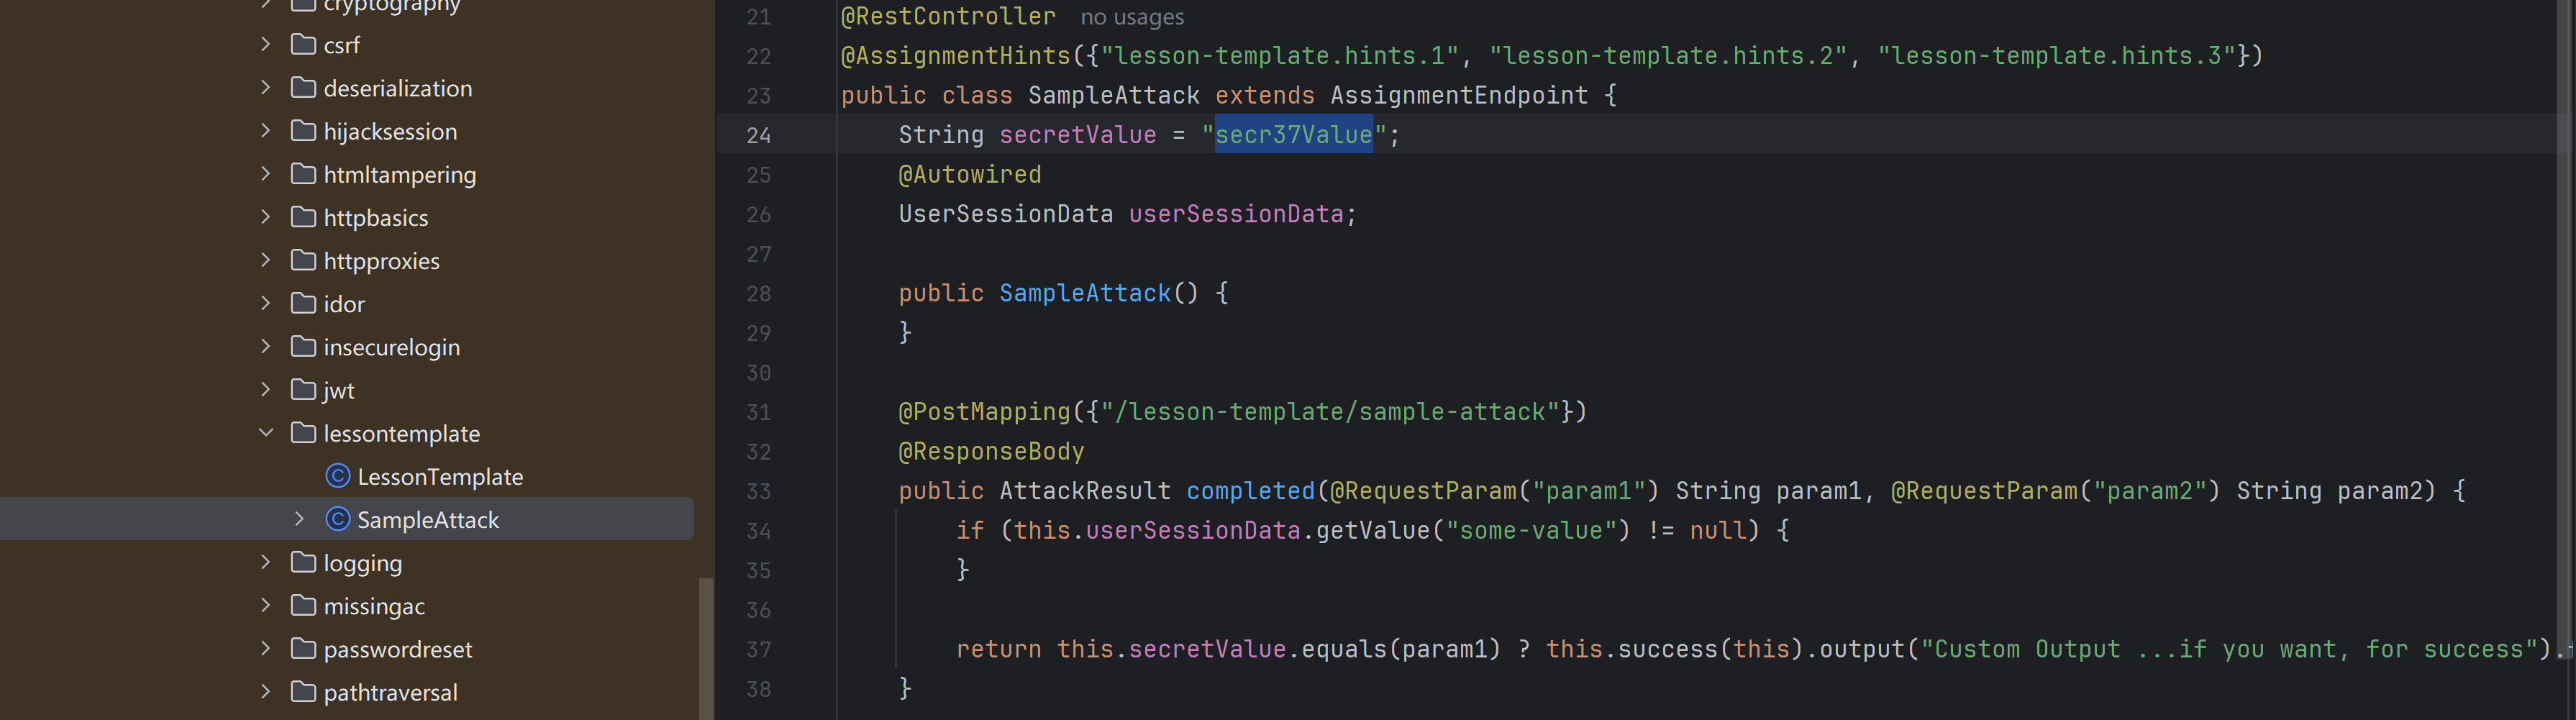 cryptography
csrf
deserialization
hijacksession
htmltampering
httpbasics
httpproxies
idor
insecurelogin
jwt
lessontemplate
LessonTemplate
SampleAttack
logging
missingac
passwordreset
pathtraversal
21 @RestController no usages
22 @AssignmentHints({"lesson-template.hints.1", "lesson-template.hints.2", "lesson-template.hints.3"})
23 public class SampleAttack extends AssignmentEndpoint {
24 String secretValue = "secr37Value";
25 @Autowired
26 UserSessionData userSessionData;
27
28 public SampleAttack() {
29 }
30
31 @PostMapping({"/lesson-template/sample-attack"})
32 @ResponseBody
33 public AttackResult completed(@RequestParam("param1") String param1, @RequestParam("param2") String param2) {
34 if (this.userSessionData.getValue("some-value") != null) {
35 }
36
37 return this.secretValue.equals(param1) ? this.success(this).output("Custom Output ...if you want, for success").
38 }